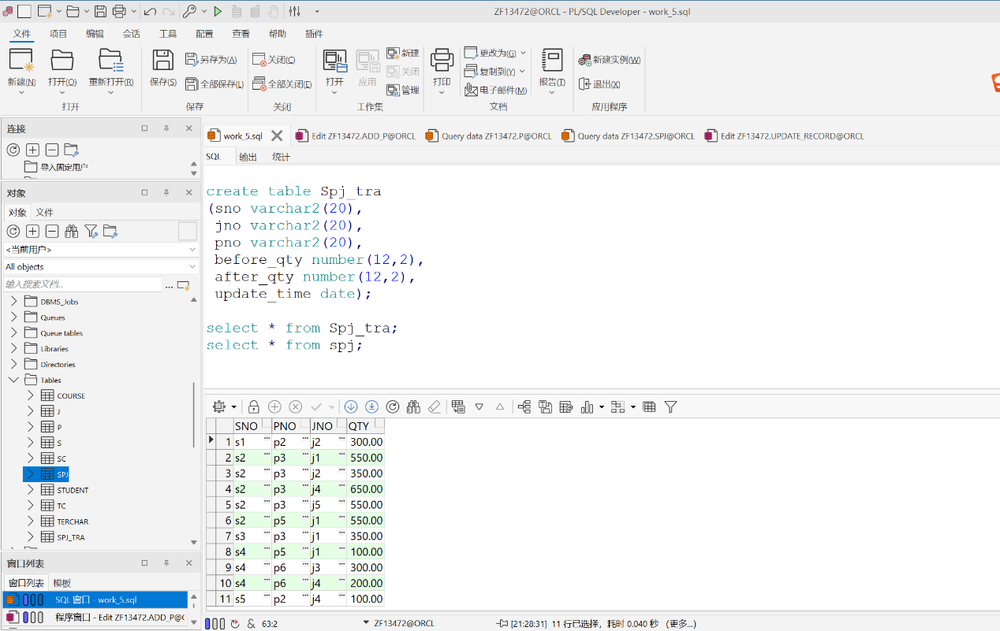 ZF13472@ORCL - PL/SQL Developer - work_5.sql
文件 项目 编辑 会话 工具 配置 查看 帮助 插件
新建(N) 打开(O) 重新打开(R) 保存(S) 另存为(A) 全部保存(L) 关闭(C) 全部关闭(E) 打开 应用 新建 关闭 管理 打印 更改为(G) 复制到(Y) 电子邮件(M) 报告(T) 新建实例(W) 退出(X)
打开 保存 关闭 工作集 文档 应用程序
连接
导入固定用户
work_5.sql Edit ZF13472.ADD_P@ORCL Query data ZF13472.P@ORCL Query data ZF13472.SPJ@ORCL Edit ZF13472.UPDATE_RECORD@ORCL
SQL 输出 统计
对象
对象 文件
<当前用户>
All objects
输入搜索文档..
DBMS_Jobs
Queues
Queue tables
Libraries
Directories
Tables
COURSE
J
P
S
SC
SPJ
STUDENT
TC
TERCHAR
SPJ_TRA
窗口列表
窗口列表 模板
SQL 窗口 - work_5.sql
程序窗口 - Edit ZF13472.ADD_P@
create table Spj_tra
(sno varchar2(20),
jno varchar2(20),
pno varchar2(20),
before_qty number(12,2),
after_qty number(12,2),
update_time date);
select * from Spj_tra;
select * from spj;
SNO PNO JNO QTY
1 s1 p2 j2 300.00
2 s2 p3 j1 550.00
3 s2 p3 j2 350.00
4 s2 p3 j4 650.00
5 s2 p3 j5 550.00
6 s2 p5 j1 550.00
7 s3 p3 j1 350.00
8 s4 p5 j1 100.00
9 s4 p6 j3 300.00
10 s4 p6 j4 200.00
11 s5 p2 j4 100.00
& 63:2 ZF13472@ORCL [21:28:31] 11 行已选择, 耗时 0.040 秒 (更多...)